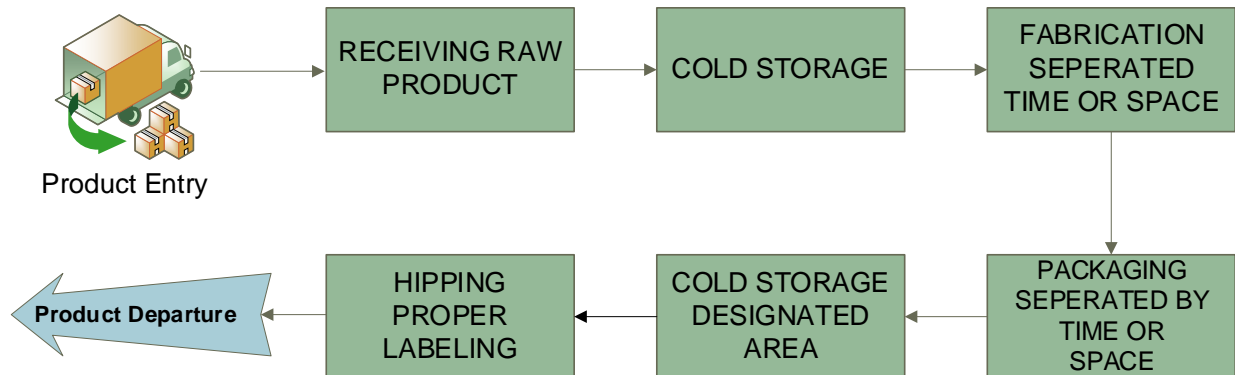 RECEIVING RAW
PRODUCT
COLD STORAGE
FABRICATION
SEPERATED
TIME OR SPACE
Product Entry
PACKAGING
SEPERATED BY
TIME OR
SPACE
COLD STORAGE
DESIGNATED
AREA
HIPPING
PROPER
LABELING
Product Departure